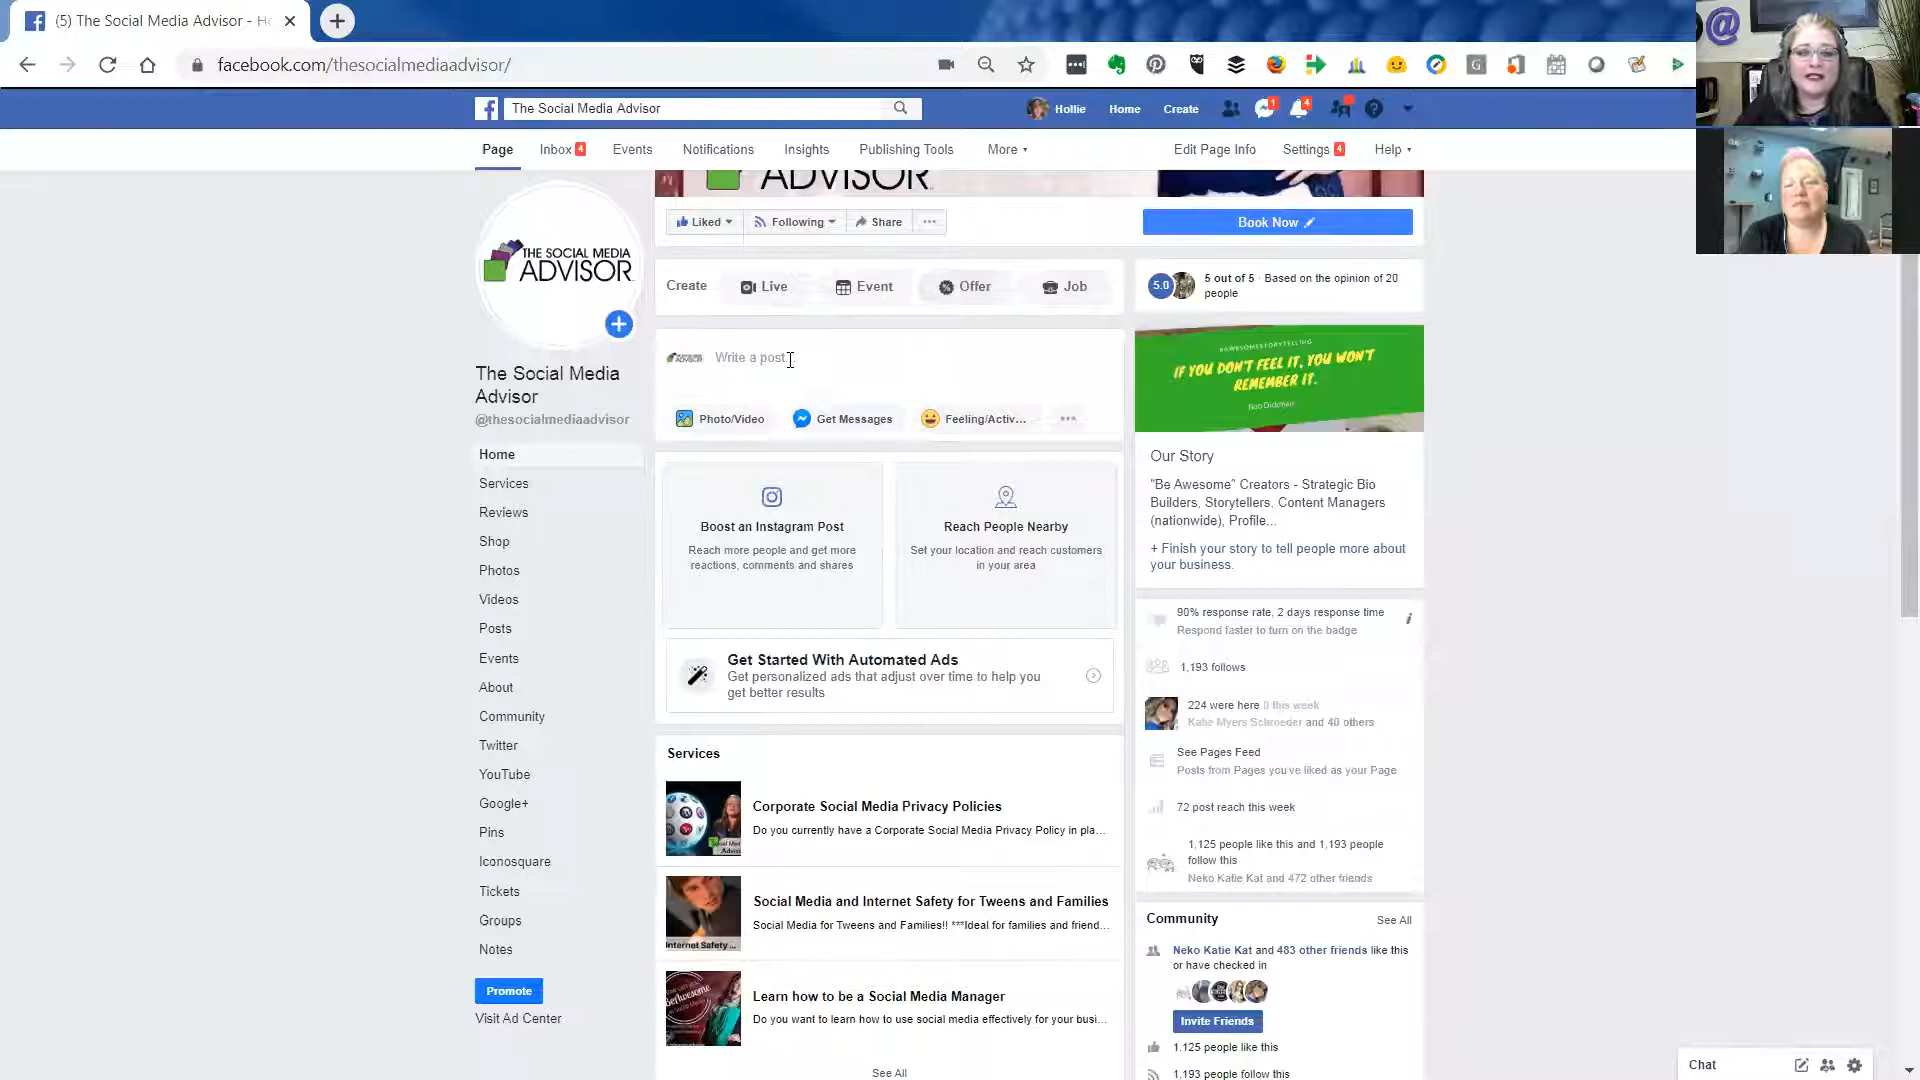 (5) The Social Media Advisor - Ho
facebook.com/thesocialmediaadvisor/
The Social Media Advisor
Hollie
Home
Create
1
4
Page
Inbox 4
Events
Notifications
Insights
Publishing Tools
More
Edit Page Info
Settings 4
Help
ADVISOR
Liked
Following
Share
Book Now
THE SOCIAL MEDIA
ADVISOR
The Social Media
Advisor
@thesocialmediaadvisor
Home
Services
Reviews
Shop
Photos
Videos
Posts
Events
About
Community
Twitter
YouTube
Google+
Pins
Iconosquare
Tickets
Groups
Notes
Promote
Visit Ad Center
Create
Live
Event
Offer
Job
Write a post...
Photo/Video
Get Messages
Feeling/Activ...
Boost an Instagram Post
Reach more people and get more
reactions, comments and shares
Reach People Nearby
Set your location and reach customers
in your area
Get Started With Automated Ads
Get personalized ads that adjust over time to help you
get better results
Services
Corporate Social Media Privacy Policies
Do you currently have a Corporate Social Media Privacy Policy in pla...
Social Media and Internet Safety for Tweens and Families
Social Media for Tweens and Families!! ***Ideal for families and friend...
Internet Safety ...
Learn how to be a Social Media Manager
Do you want to learn how to use social media effectively for your busi...
See All
5.0
5 out of 5 · Based on the opinion of 20
people
#AWESOMESTORYTELLING
IF YOU DON'T FEEL IT, YOU WON'T
REMEMBER IT.
Bob Dickman
Our Story
"Be Awesome" Creators - Strategic Bio
Builders, Storytellers, Content Managers
(nationwide), Profile...
+ Finish your story to tell people more about
your business.
90% response rate, 2 days response time
Respond faster to turn on the badge
1,193 follows
224 were here 0 this week
Katie Myers Schroeder and 40 others
See Pages Feed
Posts from Pages you've liked as your Page
72 post reach this week
1,125 people like this and 1,193 people
follow this
Neko Katie Kat and 472 other friends
Community
See All
Neko Katie Kat and 483 other friends like this
or have checked in
Invite Friends
1,125 people like this
1,193 people follow this
Chat